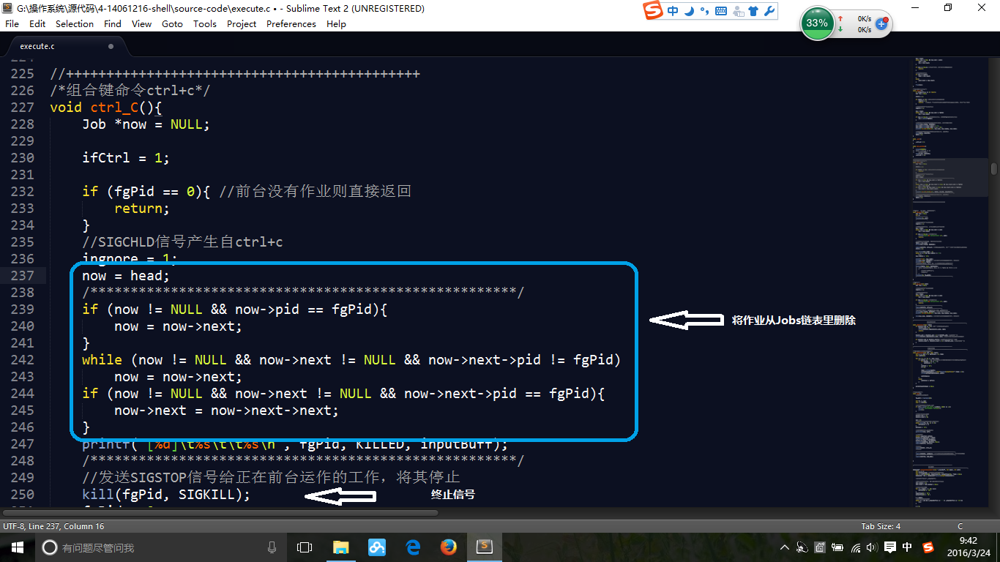 G:\操作系统\源代码\4-14061216-shell\source-code\execute.c • - Sublime Text 2 (UNREGISTERED)
中
33%
0K/s
0K/s
File Edit Selection Find View Goto Tools Project Preferences Help
execute.c
225 //++++++++++++++++++++++++++++++++++++++++++++
226 /*组合键命令ctrl+c*/
227 void ctrl_C(){
228 Job *now = NULL;
229
230 ifCtrl = 1;
231
232 if (fgPid == 0){ //前台没有作业则直接返回
233 return;
234 }
235 //SIGCHLD信号产生自ctrl+c
236 ingnore = 1;
237 now = head;
238 /*****************************************************/
239 if (now != NULL && now->pid == fgPid){
240 now = now->next;
241 }
将作业从Jobs链表里删除
242 while (now != NULL && now->next != NULL && now->next->pid != fgPid)
243 now = now->next;
244 if (now != NULL && now->next != NULL && now->next->pid == fgPid){
245 now->next = now->next->next;
246 }
247 printf("[%d]\t%s\t\t%s\n", fgPid, KILLED, inputBuff);
248 /*****************************************************/
249 //发送SIGSTOP信号给正在前台运作的工作，将其停止
250 kill(fgPid, SIGKILL);
终止信号
UTF-8, Line 237, Column 16
Tab Size: 4
C
有问题尽管问我
中
9:42
2016/3/24